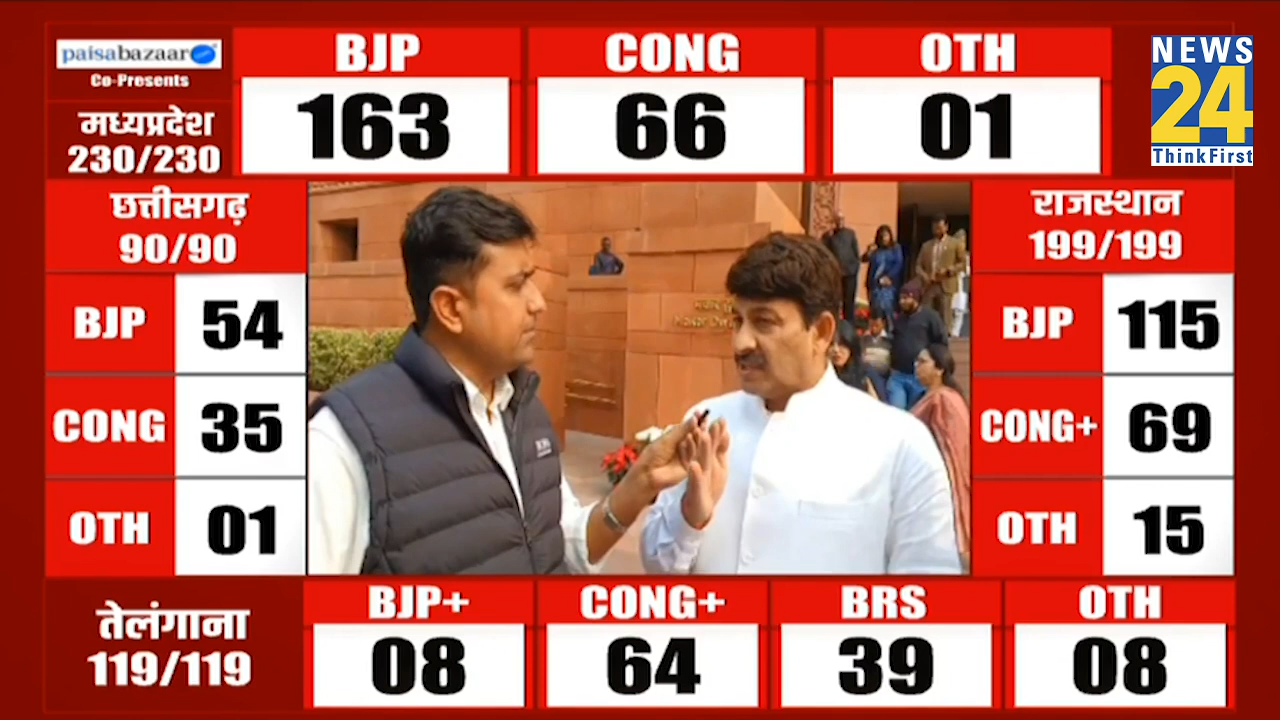 paisabazaar
Co-Presents
BJP
CONG
OTH
NEWS
24
ThinkFirst
मध्यप्रदेश
230/230
163
66
01
छत्तीसगढ़
90/90
BJP
54
CONG
35
OTH
01
राजस्थान
199/199
BJP
115
CONG+
69
OTH
15
तेलंगाना
119/119
BJP+
CONG+
BRS
OTH
08
64
39
08